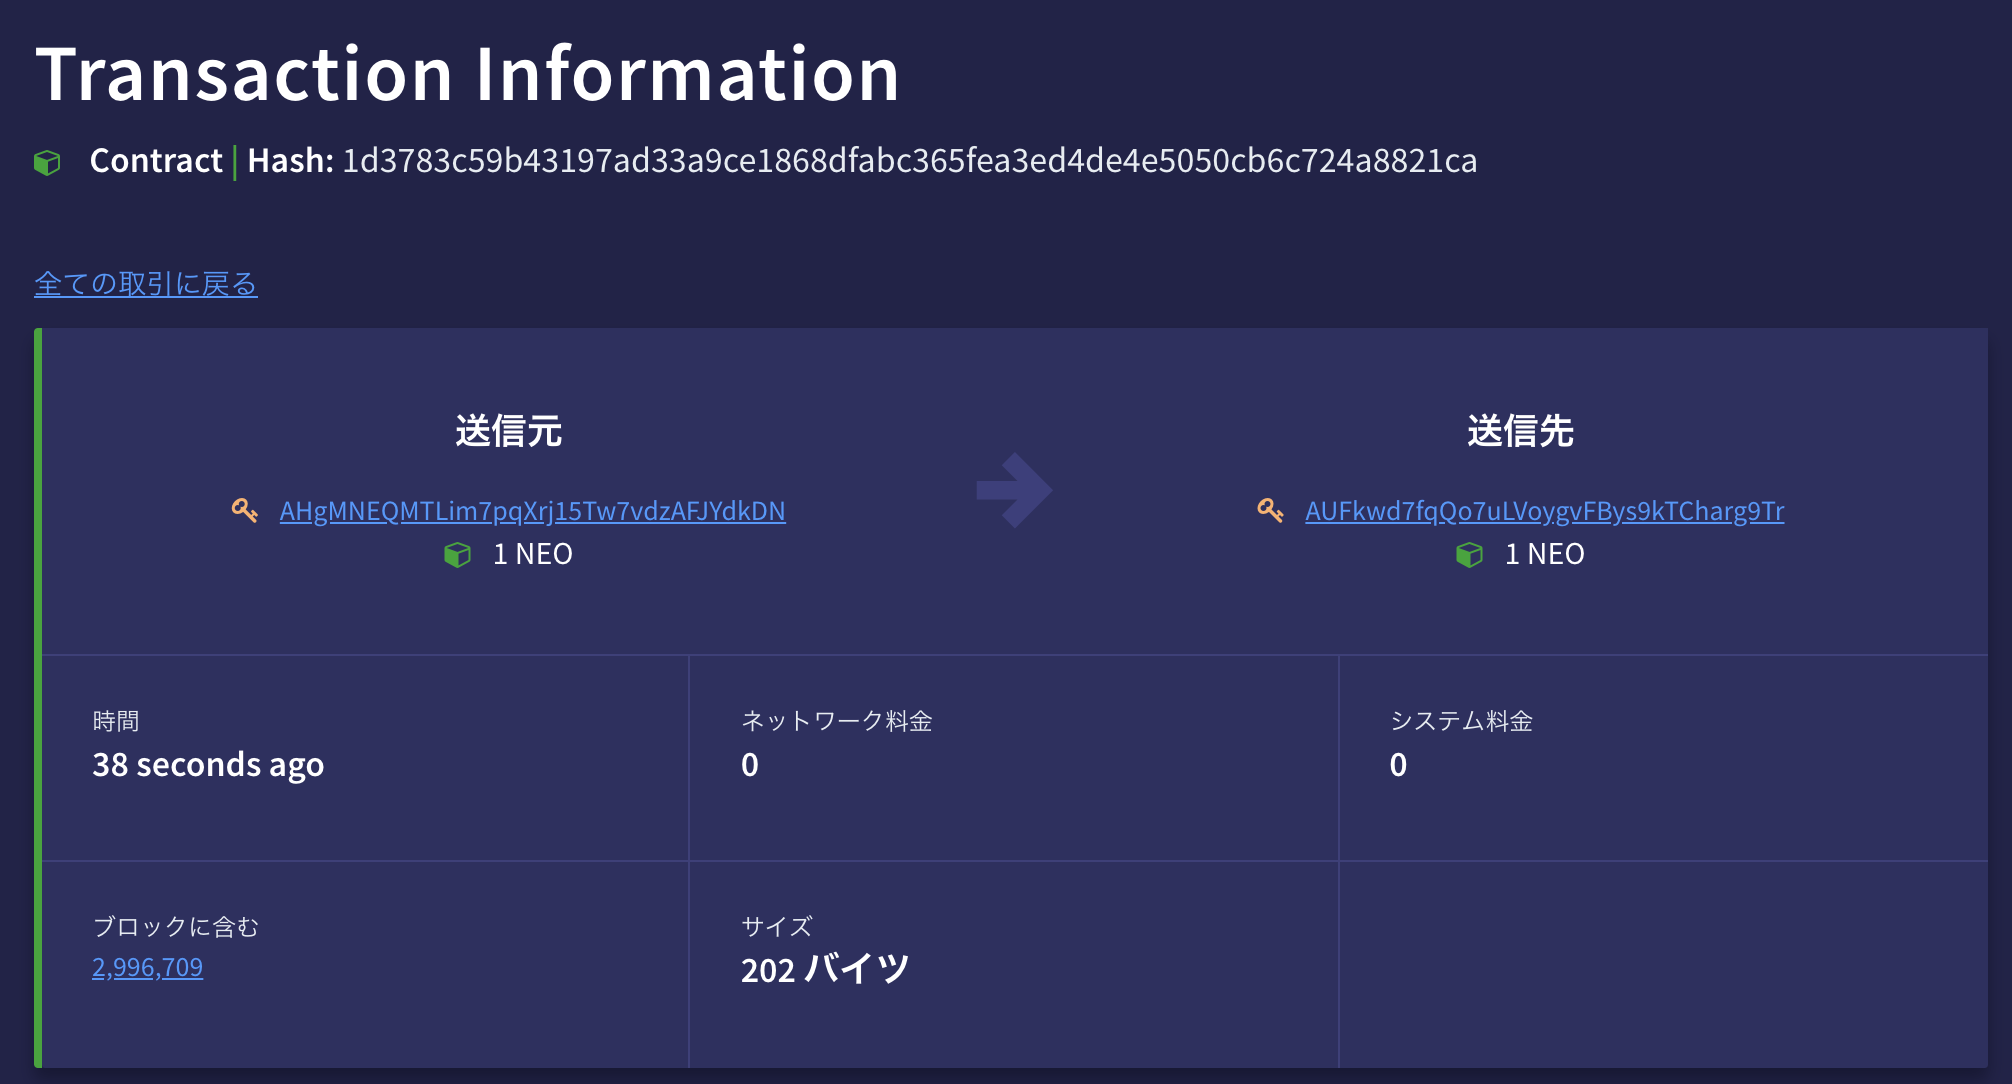 Transaction Information
Contract | Hash: 1d3783c59b43197ad33a9ce1868dfabc365fea3ed4de4e5050cb6c724a8821ca
全ての取引に戻る
送信元
AHgMNEQMTLim7pqXrj15Tw7vdzAFJYdkDN
1 NEO
送信先
AUFkwd7fqQo7uLVoygvFBys9kTCharg9Tr
1 NEO
時間
38 seconds ago
ネットワーク料金
0
システム料金
0
ブロックに含む
2,996,709
サイズ
202 バイツ